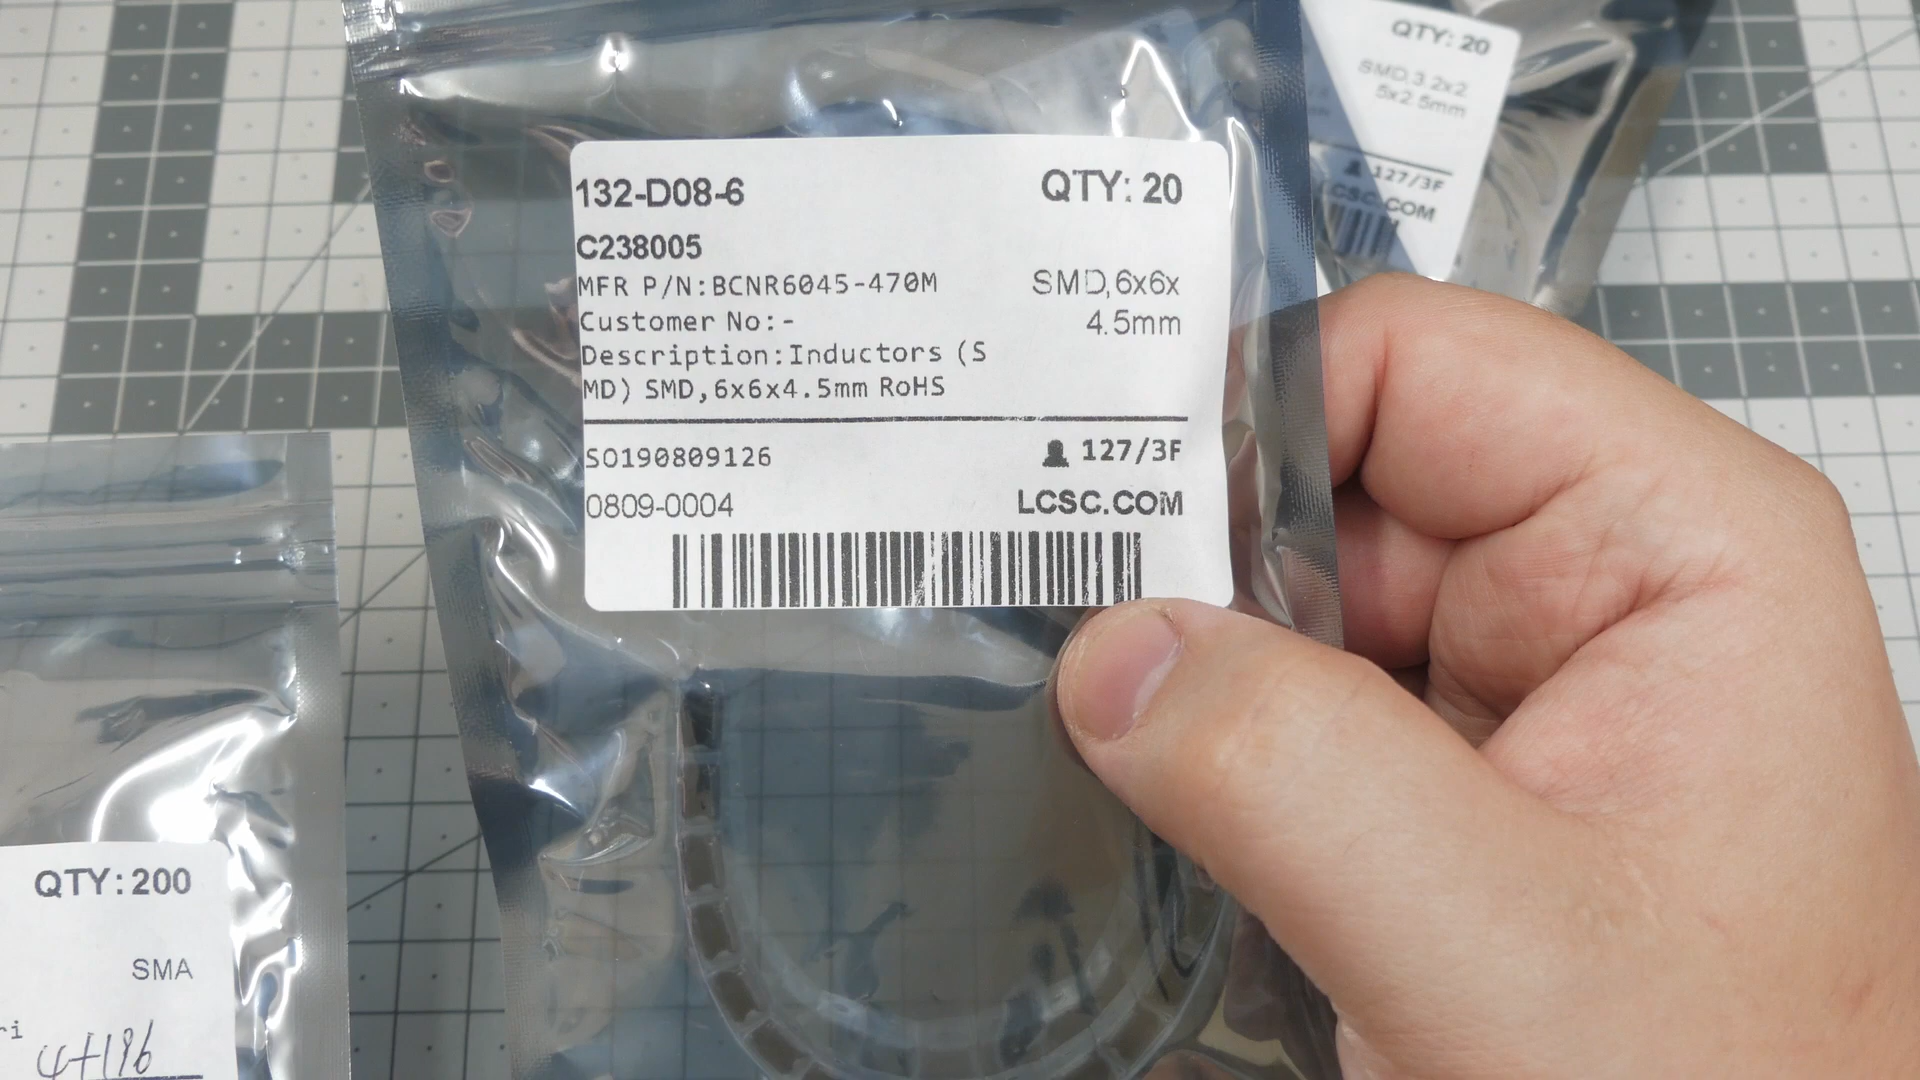 132-D08-6
QTY: 20
C238005
MFR P/N:BCNR6045-470M
SMD,6x6x
4.5mm
Customer No:-
Description:Inductors (S
MD) SMD,6x6x4.5mm RoHS
SO190809126
127/3F
0809-0004
LCSC.COM
QTY: 20
SMD,3.2x2
5x2.5mm
127/3F
LCSC.COM
QTY:200
SMA
ri